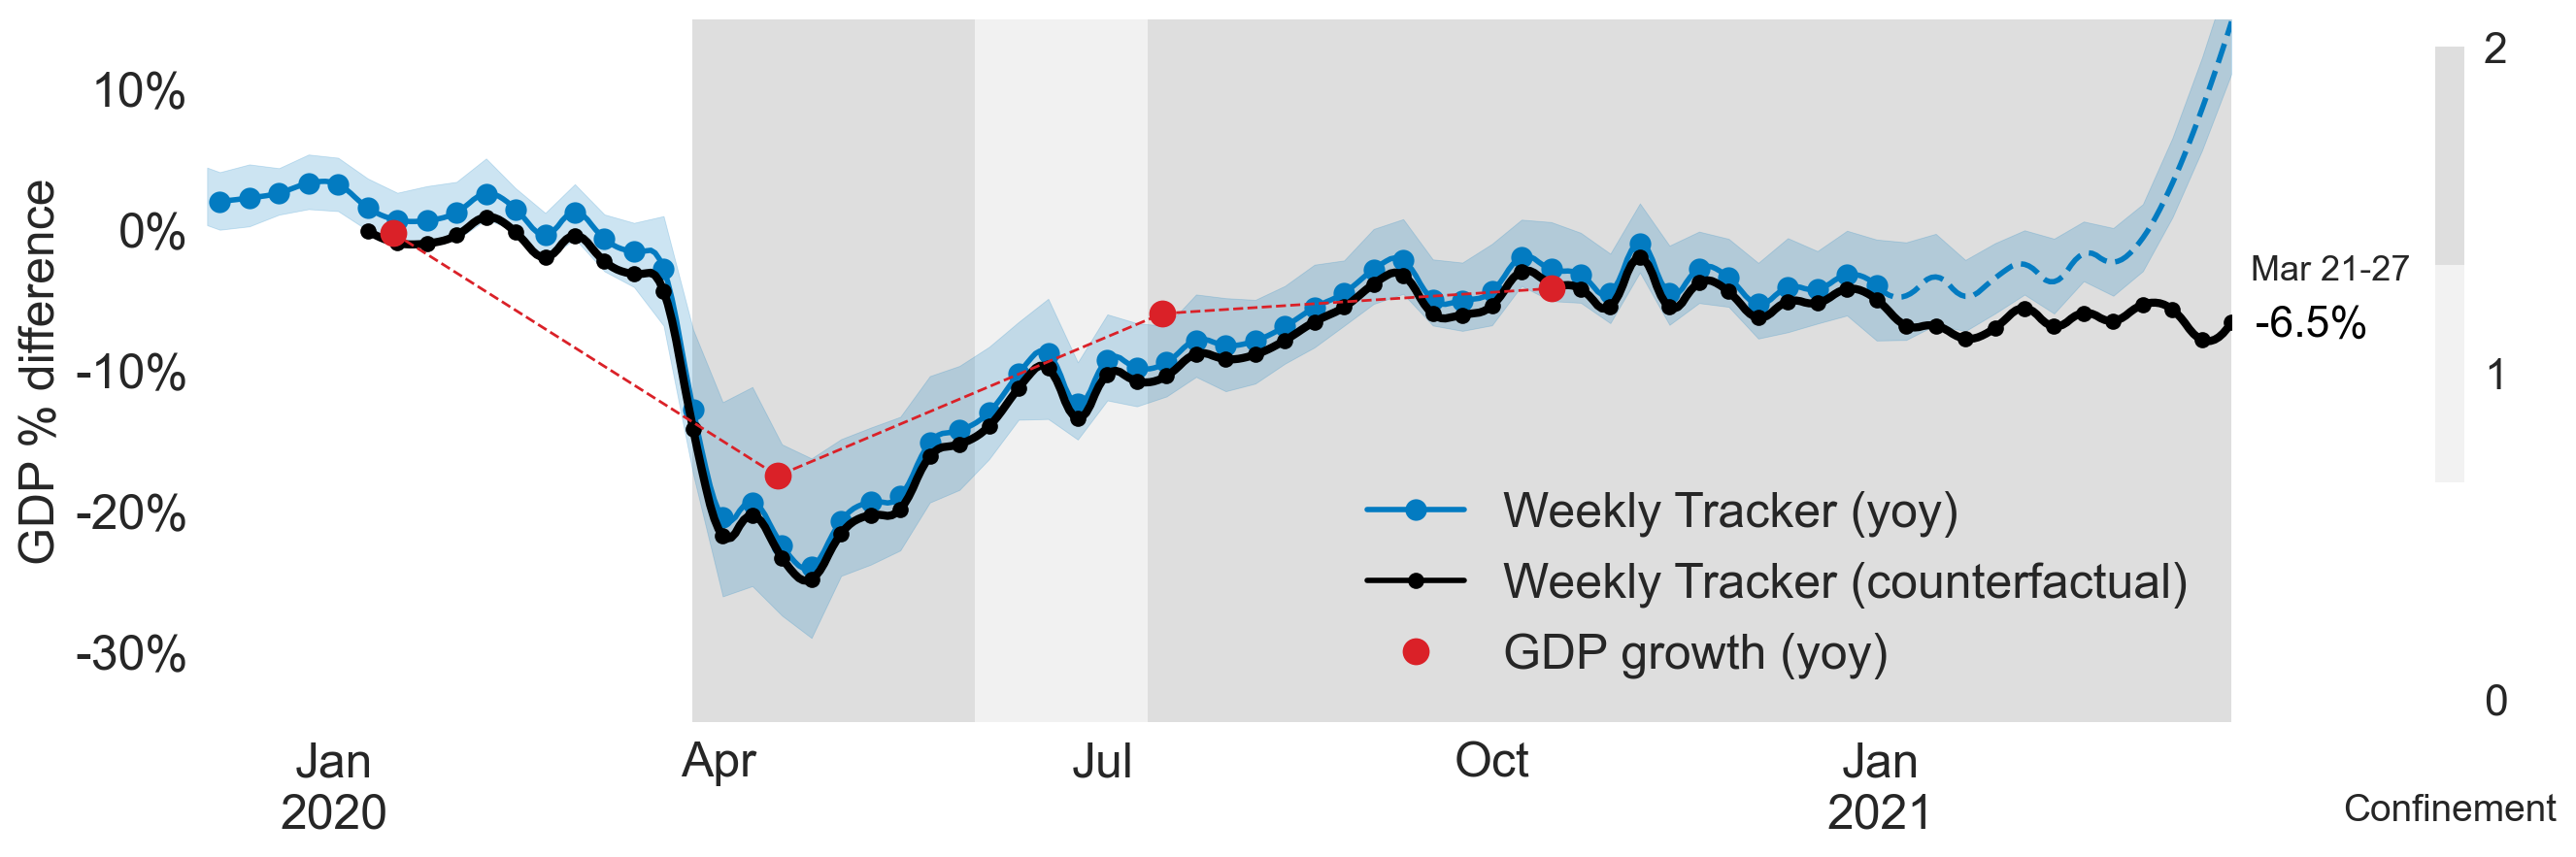 GDP % difference
10%
0%
-10%
-20%
-30%
Jan
2020
Apr
Jul
Oct
Jan
2021
Weekly Tracker (yoy)
Weekly Tracker (counterfactual)
GDP growth (yoy)
Mar 21-27
-6.5%
2
1
0
Confinement